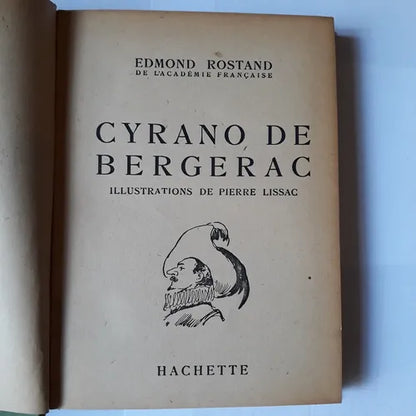 EDMOND ROSTAND
DE L'ACADÉMIE FRANÇAISE
CYRANO DE
BERGERAC
ILLUSTRATIONS DE PIERRE LISSAC
HACHETTE